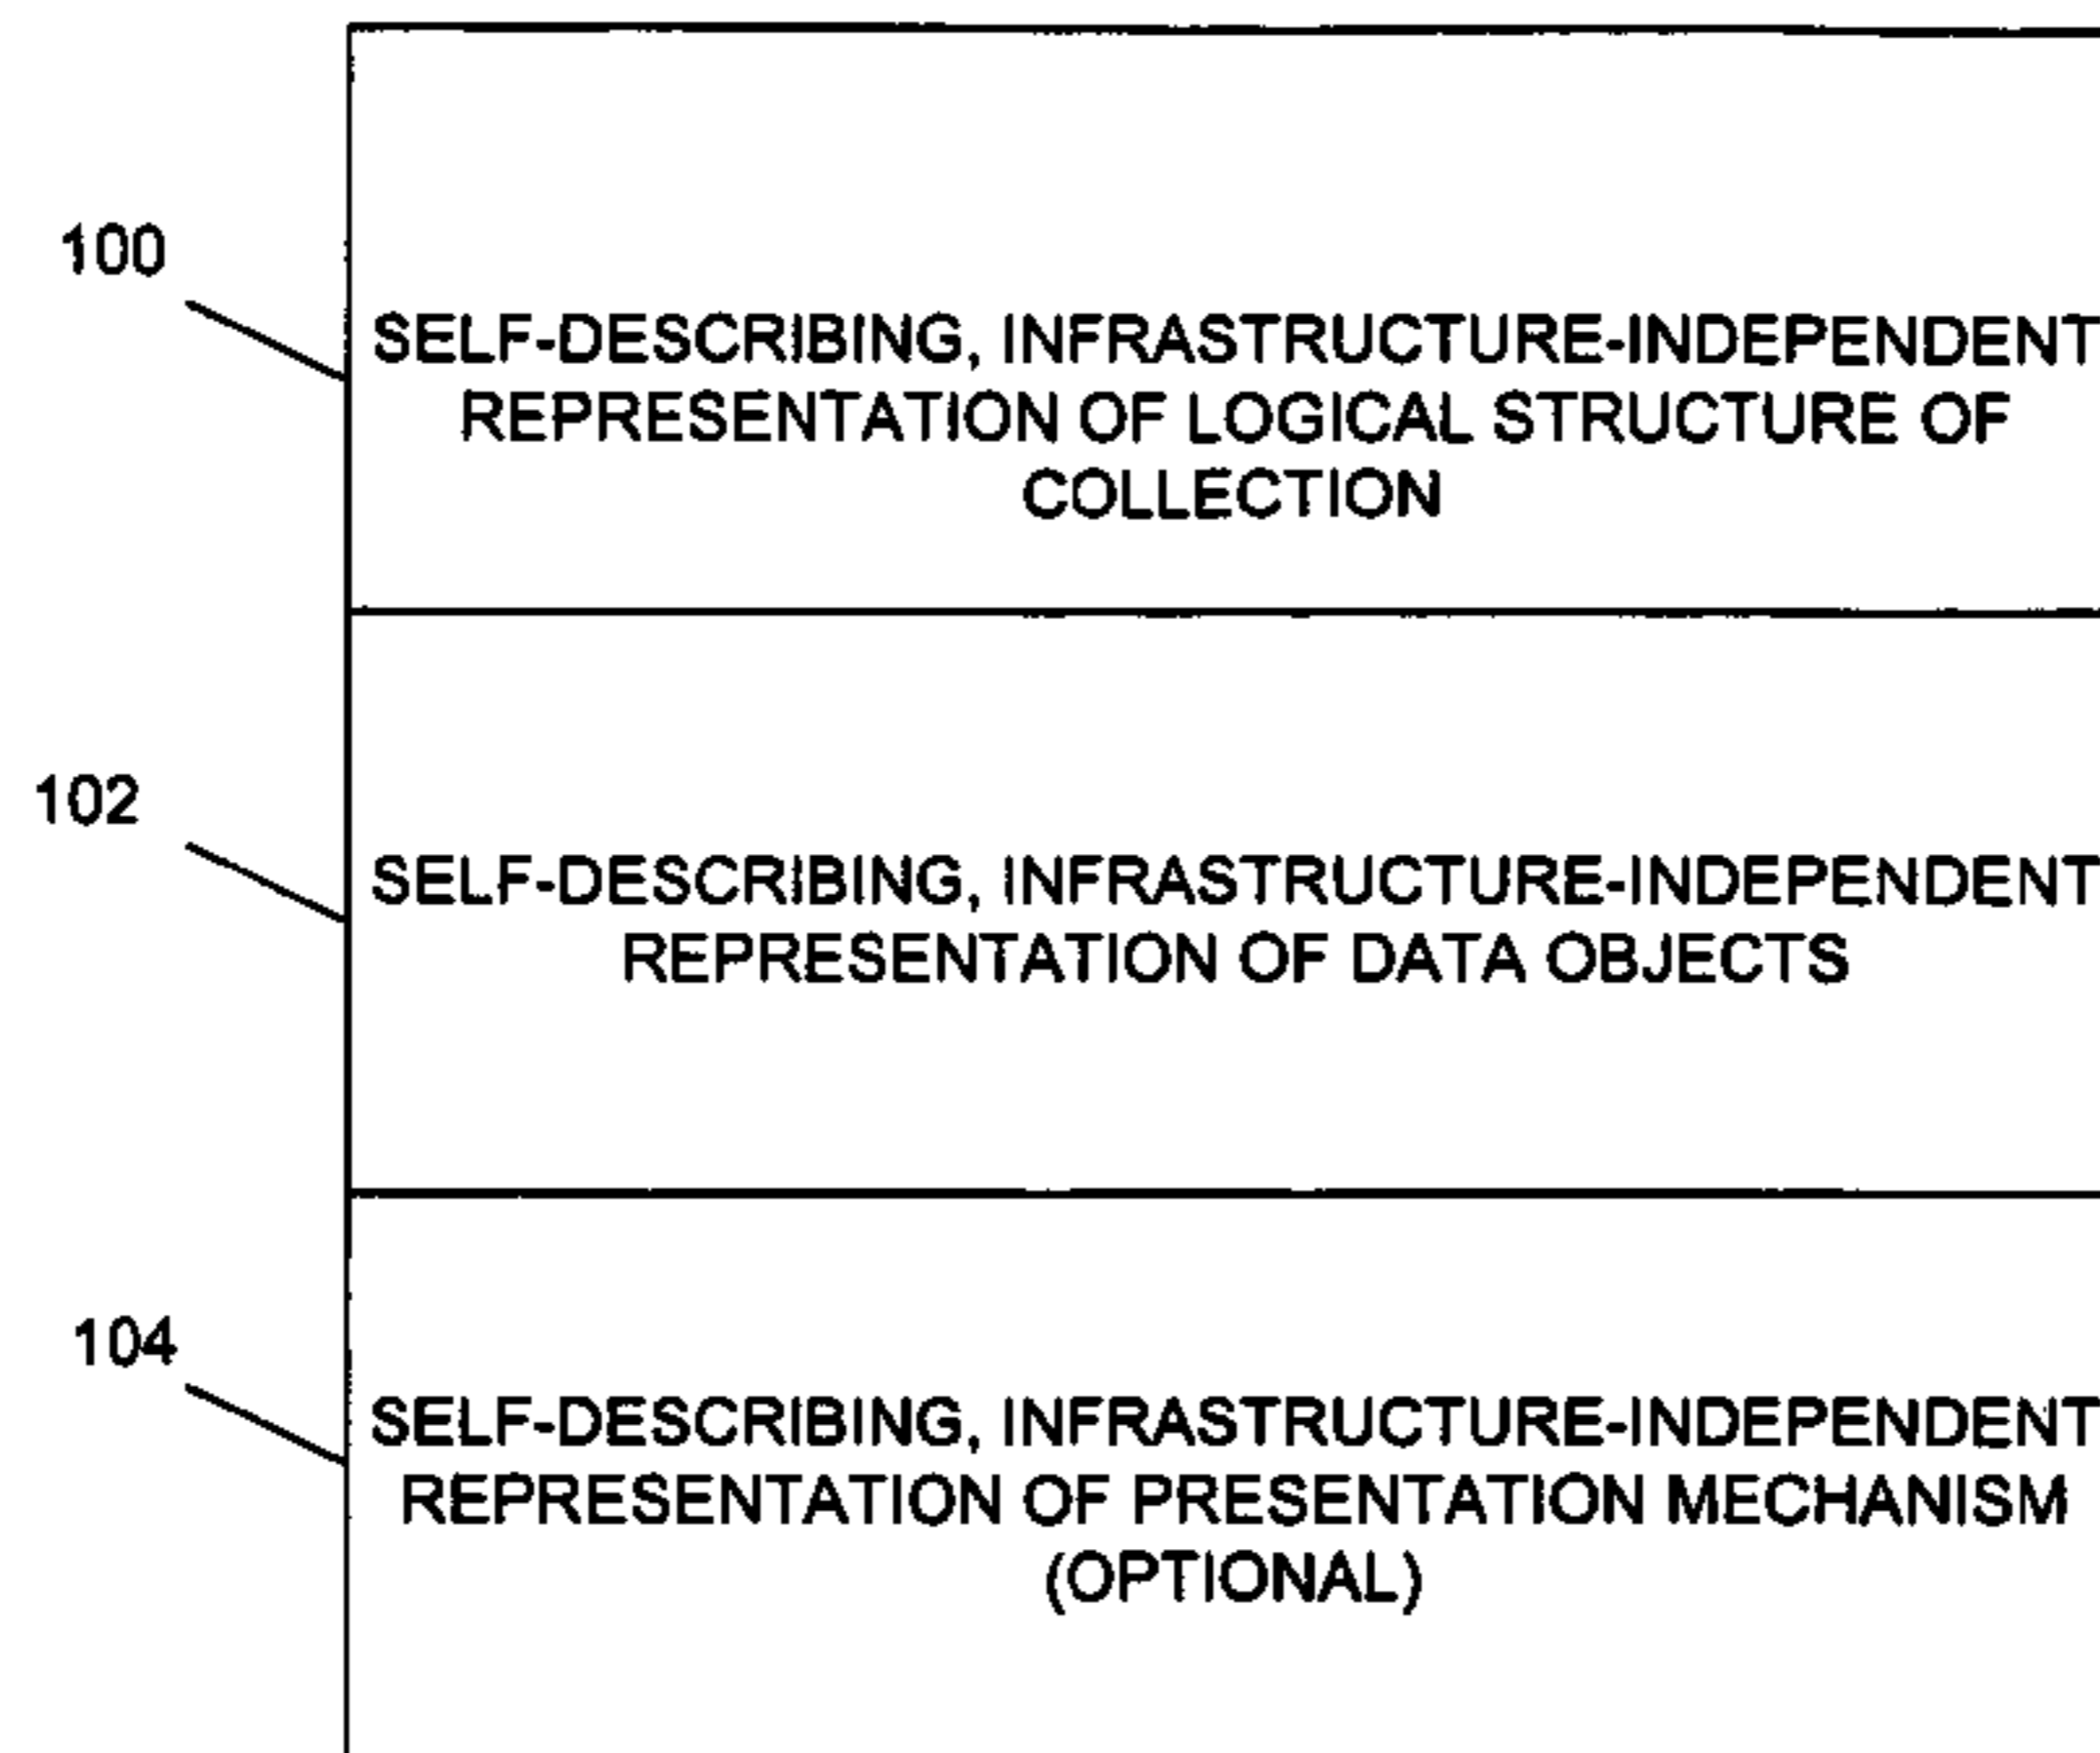 100
SELF-DESCRIBING, INFRASTRUCTURE-INDEPENDENT
REPRESENTATION OF LOGICAL STRUCTURE OF
COLLECTION
102
SELF-DESCRIBING, INFRASTRUCTURE-INDEPENDENT
REPRESENTATION OF DATA OBJECTS
104
SELF-DESCRIBING, INFRASTRUCTURE-INDEPENDENT
REPRESENTATION OF PRESENTATION MECHANISM
(OPTIONAL)